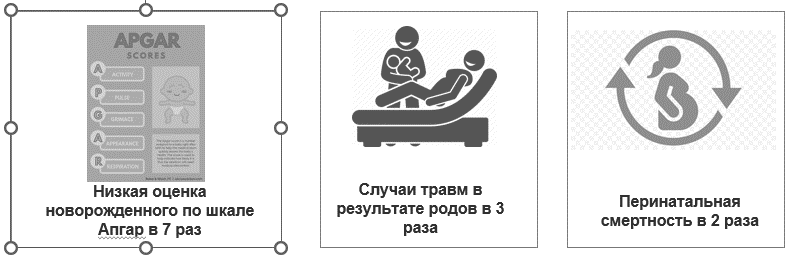 APGAR
SCORES
A ACTIVITY
P PULSE
G GRIMACE
A APPEARANCE
R RESPIRATION
Низкая оценка
новорожденного по шкале
Апгар в 7 раз
Случаи травм в
результате родов в 3
раза
Перинатальная
смертность в 2 раза